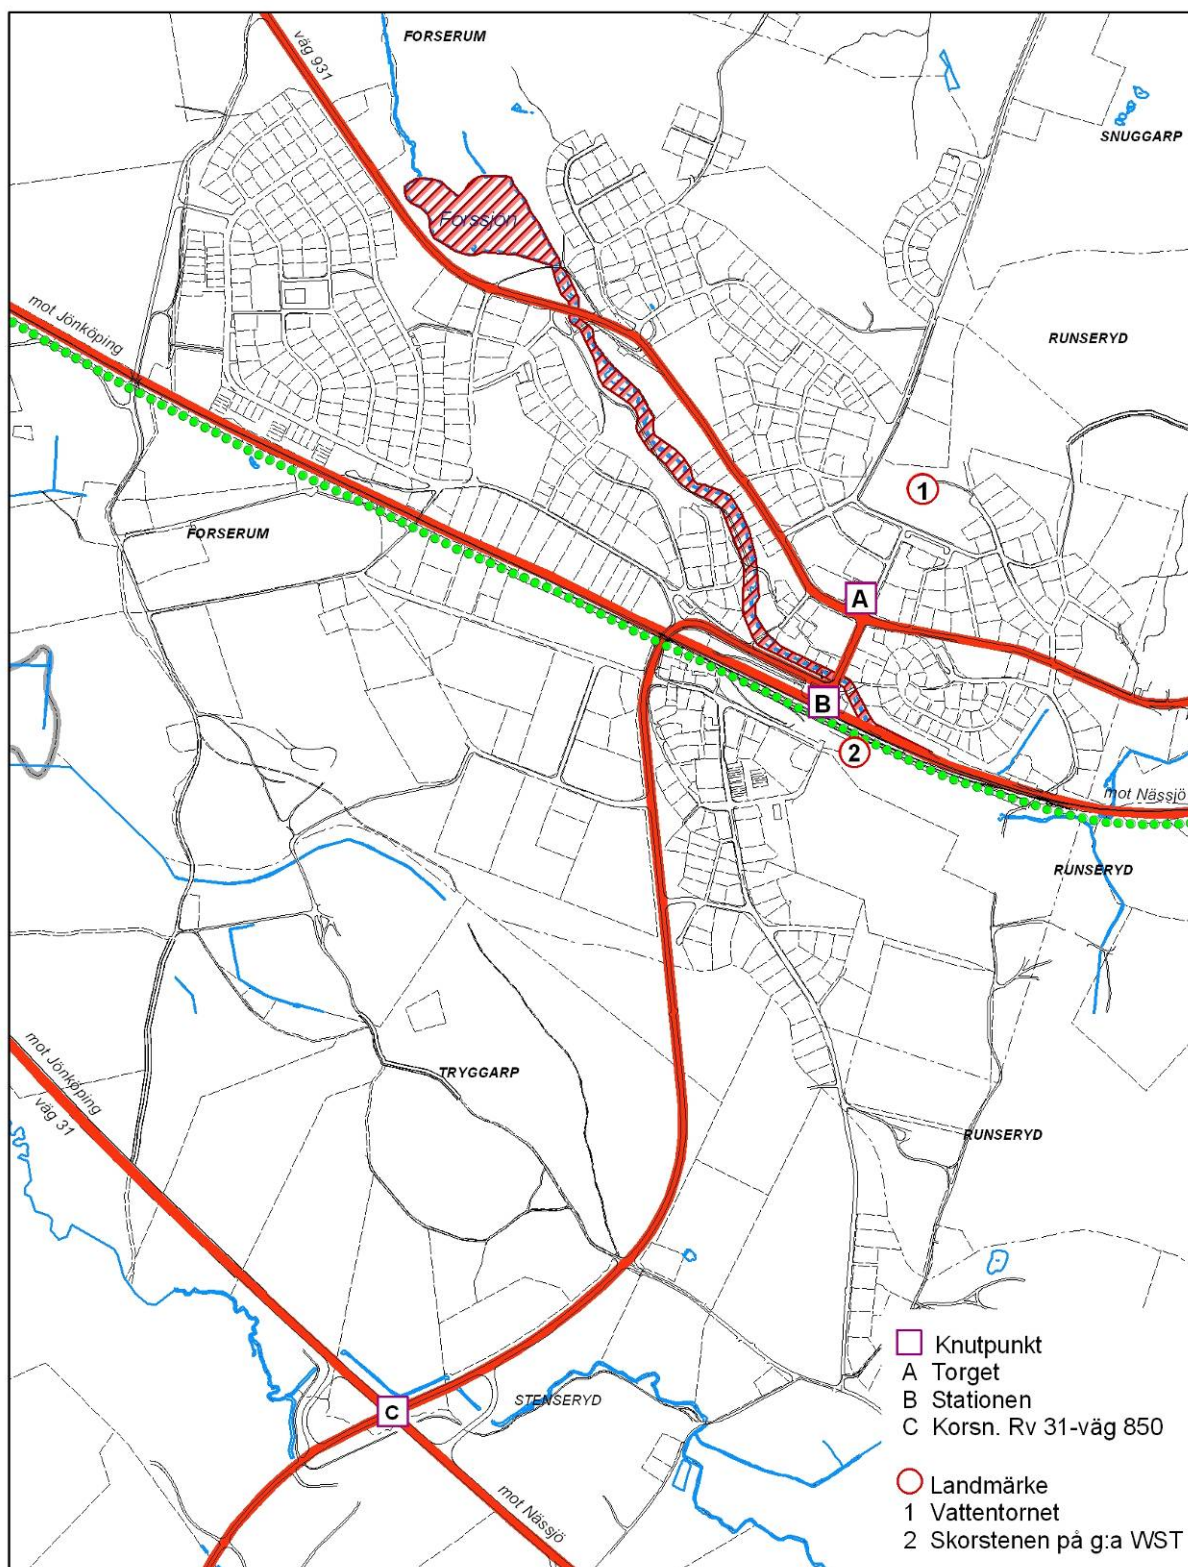 FORSERUM
väg 931
SNUGGARP
Forssjön
mot Jönköping
RUNSERYD
1
FORSERUM
A
B
2
mot Nässjö
RUNSERYD
mot Jönköping
väg 31
TRYGGARP
RUNSERYD
C
STENSERYD
mot Nässjö
Knutpunkt
A Torget
B Stationen
C Korsn. Rv 31-väg 850
Landmärke
1 Vattentornet
2 Skorstenen på g:a WST